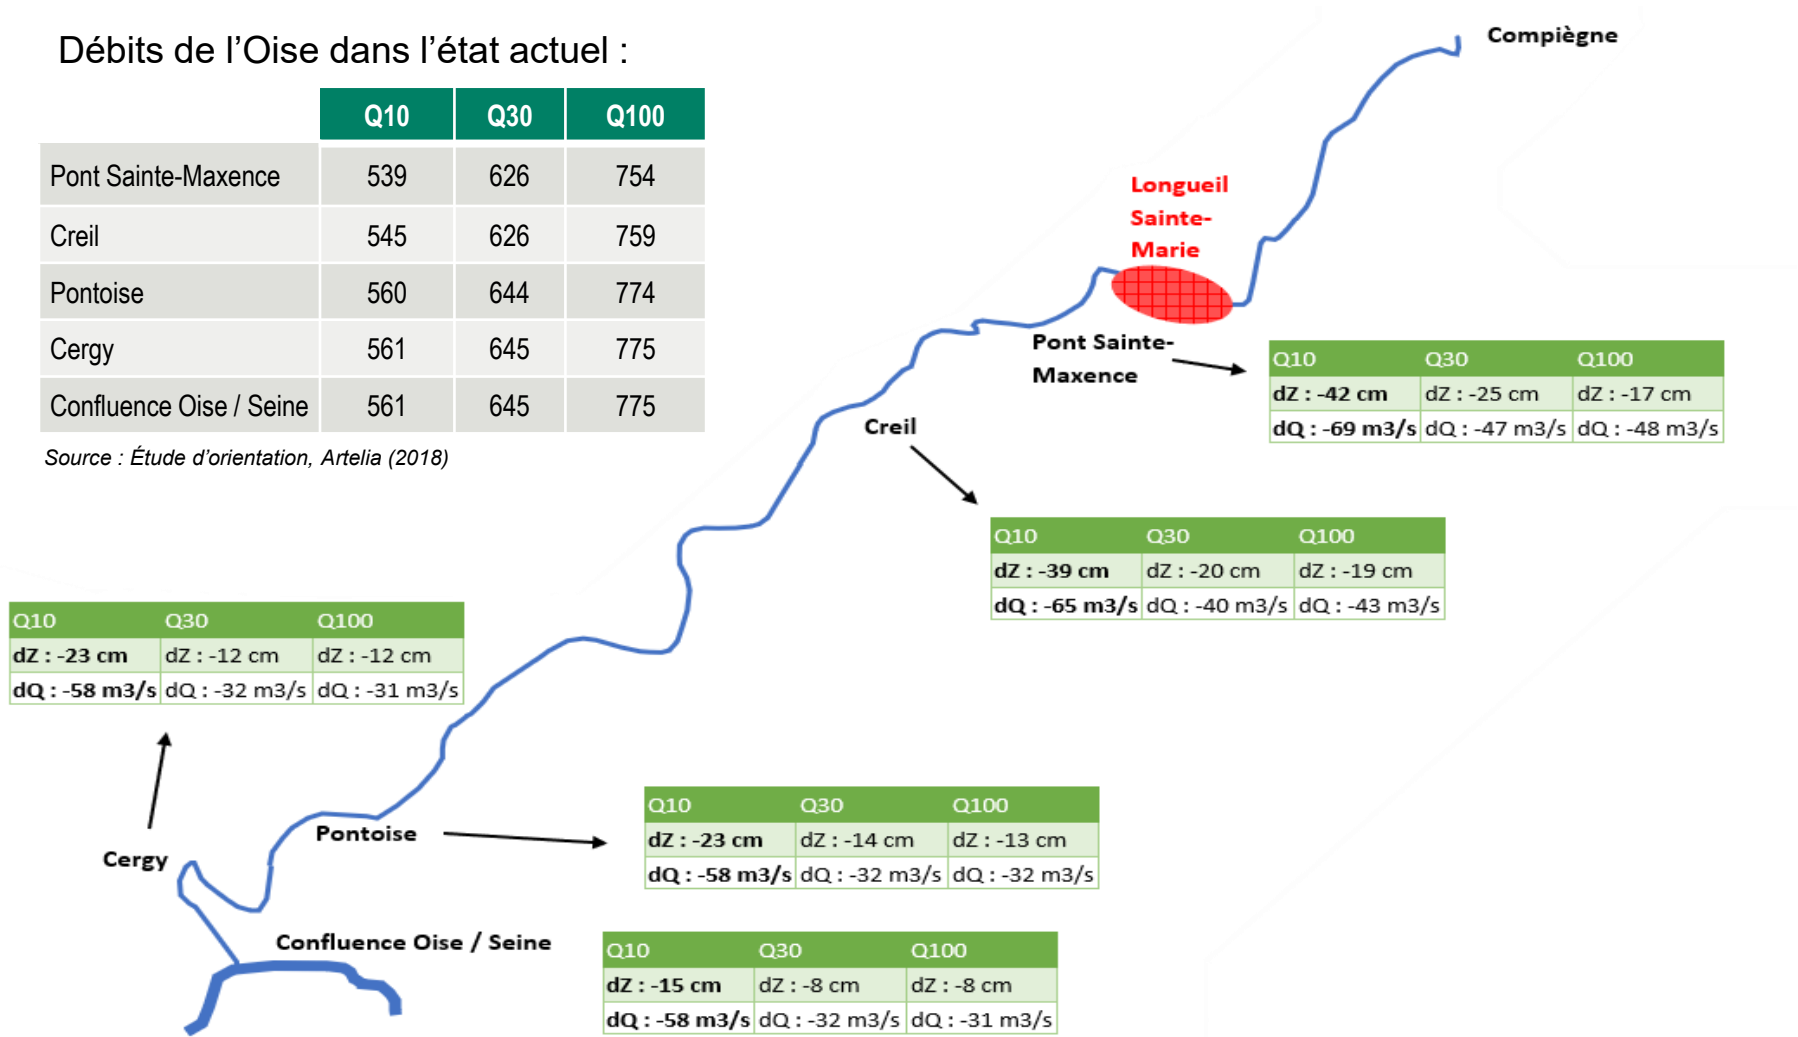 Débits de l’Oise dans l’état actuel :
Q10 Q30 Q100
Pont Sainte-Maxence 539 626 754
Creil 545 626 759
Pontoise 560 644 774
Cergy 561 645 775
Confluence Oise / Seine 561 645 775
Source : Étude d’orientation, Artelia (2018)
Compiègne
Longueil
Sainte-
Marie
Pont Sainte-
Maxence
Q10 Q30 Q100
dZ : -42 cm dZ : -25 cm dZ : -17 cm
dQ : -69 m3/s dQ : -47 m3/s dQ : -48 m3/s
Creil
Q10 Q30 Q100
dZ : -39 cm dZ : -20 cm dZ : -19 cm
dQ : -65 m3/s dQ : -40 m3/s dQ : -43 m3/s
Q10 Q30 Q100
dZ : -23 cm dZ : -12 cm dZ : -12 cm
dQ : -58 m3/s dQ : -32 m3/s dQ : -31 m3/s
Cergy
Pontoise
Q10 Q30 Q100
dZ : -23 cm dZ : -14 cm dZ : -13 cm
dQ : -58 m3/s dQ : -32 m3/s dQ : -32 m3/s
Confluence Oise / Seine
Q10 Q30 Q100
dZ : -15 cm dZ : -8 cm dZ : -8 cm
dQ : -58 m3/s dQ : -32 m3/s dQ : -31 m3/s